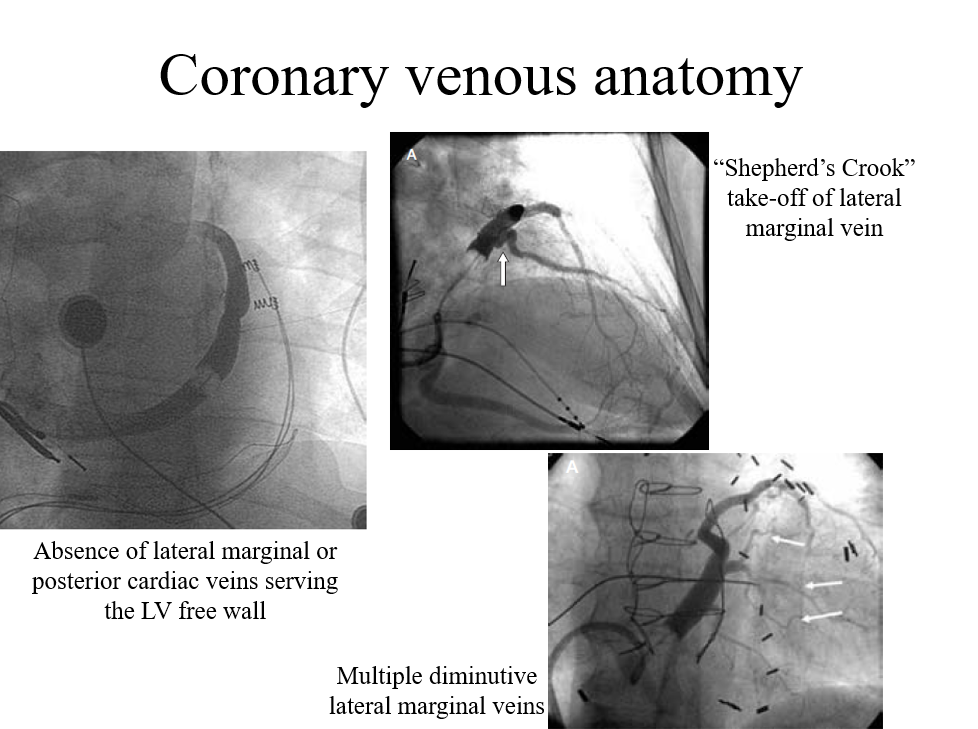 Coronary venous anatomy
A
“Shepherd’s Crook”
take-off of lateral
marginal vein
Absence of lateral marginal or
posterior cardiac veins serving
the LV free wall
A
Multiple diminutive
lateral marginal veins